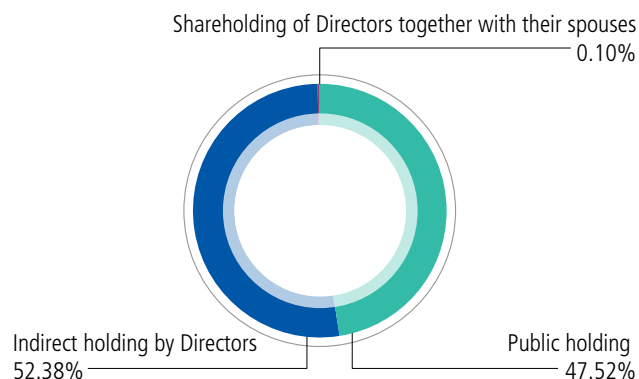 Shareholding of Directors together with their spouses
0.10%
Indirect holding by Directors
52.38%
Public holding
47.52%